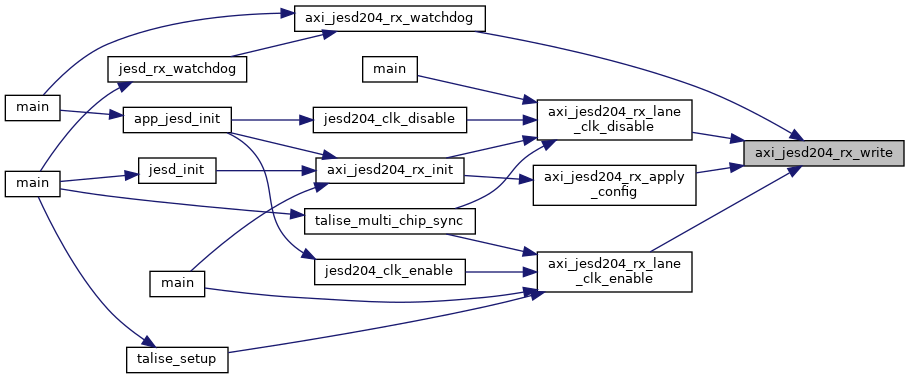 axi_jesd204_rx_watchdog
jesd_rx_watchdog
main
main
app_jesd_init
jesd204_clk_disable
axi_jesd204_rx_lane
_clk_disable
axi_jesd204_rx_write
main
jesd_init
axi_jesd204_rx_init
axi_jesd204_rx_apply
_config
talise_multi_chip_sync
main
jesd204_clk_enable
axi_jesd204_rx_lane
_clk_enable
talise_setup